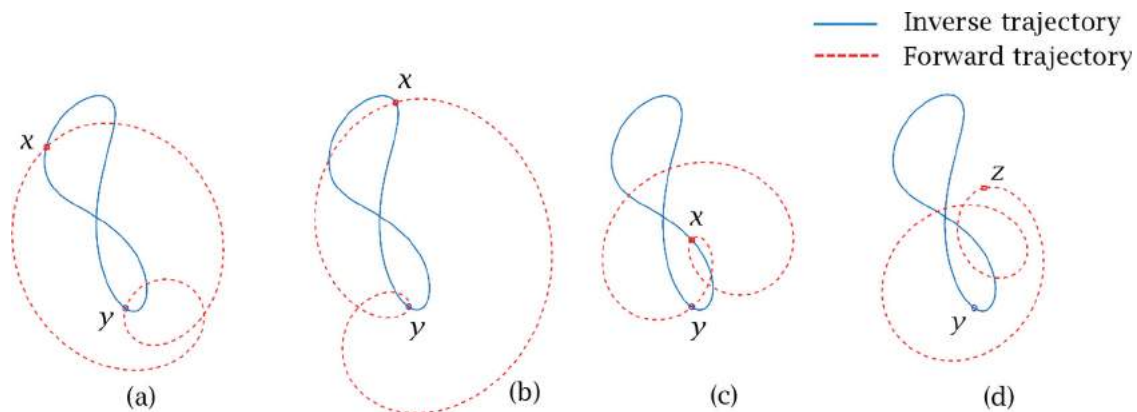 Inverse trajectory
Forward trajectory
x
x
x
z
y
y
y
y
(a)
(b)
(c)
(d)